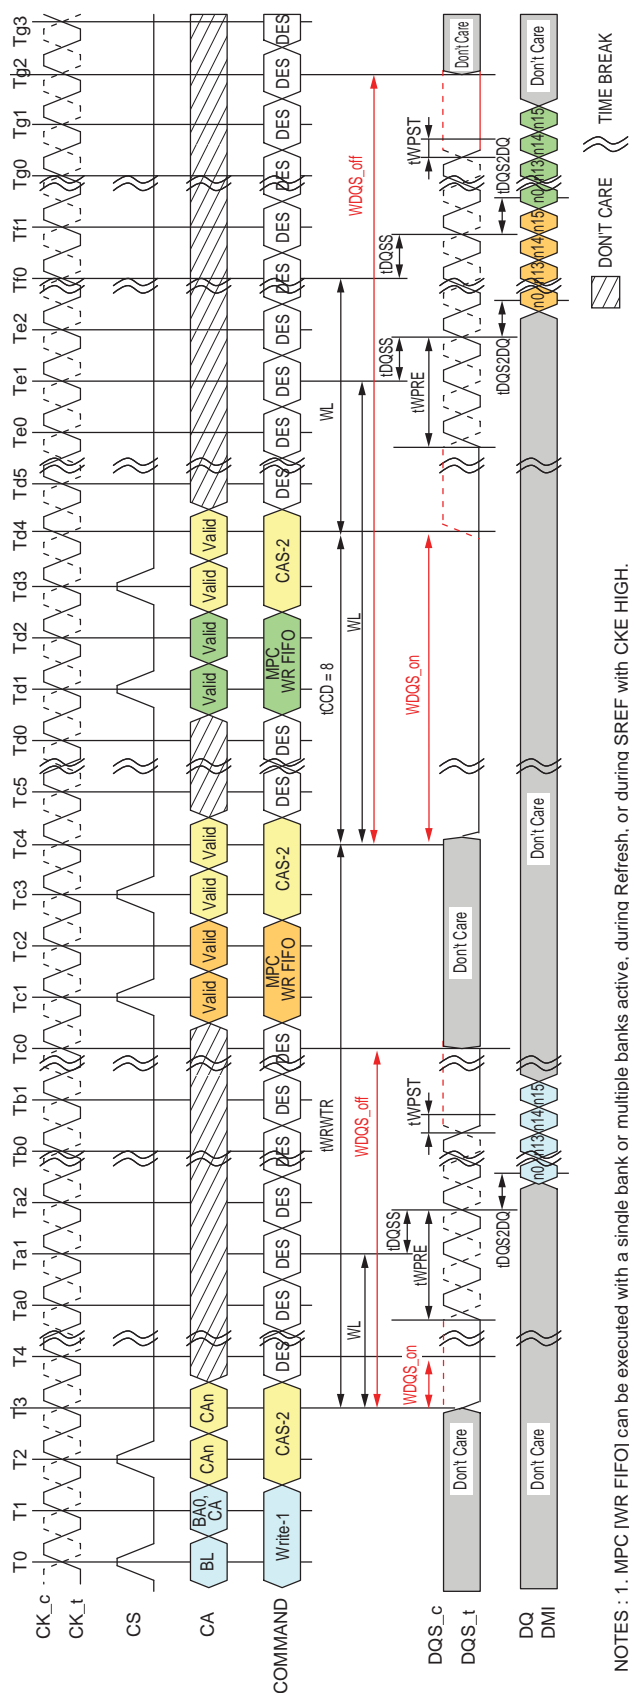 T0 T1 T2 T3 T4 Ta0 Ta1 Ta2 Tb0 Tb1 Tc0 Tc1 Tc2 Tc3 Tc4 Tc5 Td0 Td1 Td2 Td3 Td4 Td5 Te0 Te1 Te2 Tf0 Tf1 Tg0 Tg1 Tg2 Tg3
CK_c
CK_t
CS
CA
BL BA0, CA CAn CAn Valid Valid Valid Valid Valid Valid Valid Valid
COMMAND
Write-1 CAS-2 DES DES DES DES DES DES DES MPC WR FIFO CAS-2 DES DES MPC WR FIFO CAS-2 DES DES DES DES DES DES DES DES DES DES
tWRWTR tCCD = 8 WL
WL WL
WDQS_off WDQS_off
WDQS_on WDQS_on
tDQSS tDQSS tDQSS
tWPRE tWPST tWPRE tWPST
DQS_c
DQS_t
Don't Care Don't Care Don't Care
tDQS2DQ tDQS2DQ tDQS2DQ
DQ
DMI
Don't Care n0 n13 n14 n15 Don't Care n0 n13 n14 n15 n0 n13 n14 n15 Don't Care
DON'T CARE TIME BREAK
NOTES : 1. MPC [WR FIFO] can be executed with a single bank or multiple banks active, during Refresh, or during SREF with CKE HIGH.